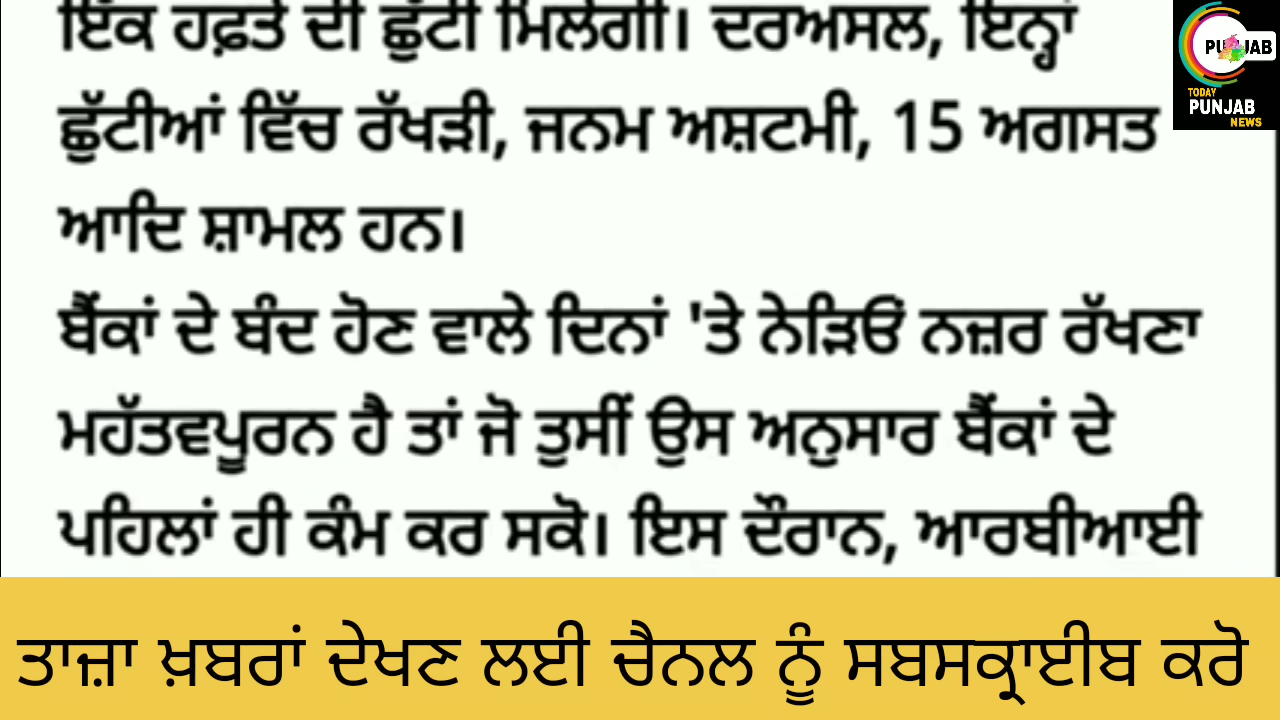 ਇੱਕ ਹਫ਼ਤੇ ਦੀ ਛੁੱਟੀ ਮਿਲੇਗੀ। ਦਰਅਸਲ, ਇਨ੍ਹਾਂ
ਛੁੱਟੀਆਂ ਵਿੱਚ ਰੱਖੜੀ, ਜਨਮ ਅਸ਼ਟਮੀ, 15 ਅਗਸਤ
ਆਦਿ ਸ਼ਾਮਲ ਹਨ।
ਬੈਂਕਾਂ ਦੇ ਬੰਦ ਹੋਣ ਵਾਲੇ ਦਿਨਾਂ 'ਤੇ ਨੇੜਿਓਂ ਨਜ਼ਰ ਰੱਖਣਾ
ਮਹੱਤਵਪੂਰਨ ਹੈ ਤਾਂ ਜੋ ਤੁਸੀਂ ਉਸ ਅਨੁਸਾਰ ਬੈਂਕਾਂ ਦੇ
ਪਹਿਲਾਂ ਹੀ ਕੰਮ ਕਰ ਸਕੋ। ਇਸ ਦੌਰਾਨ, ਆਰਬੀਆਈ
PUNJAB
TODAY
PUNJAB
NEWS
ਤਾਜ਼ਾ ਖ਼ਬਰਾਂ ਦੇਖਣ ਲਈ ਚੈਨਲ ਨੂੰ ਸਬਸਕ੍ਰਾਈਬ ਕਰੋ